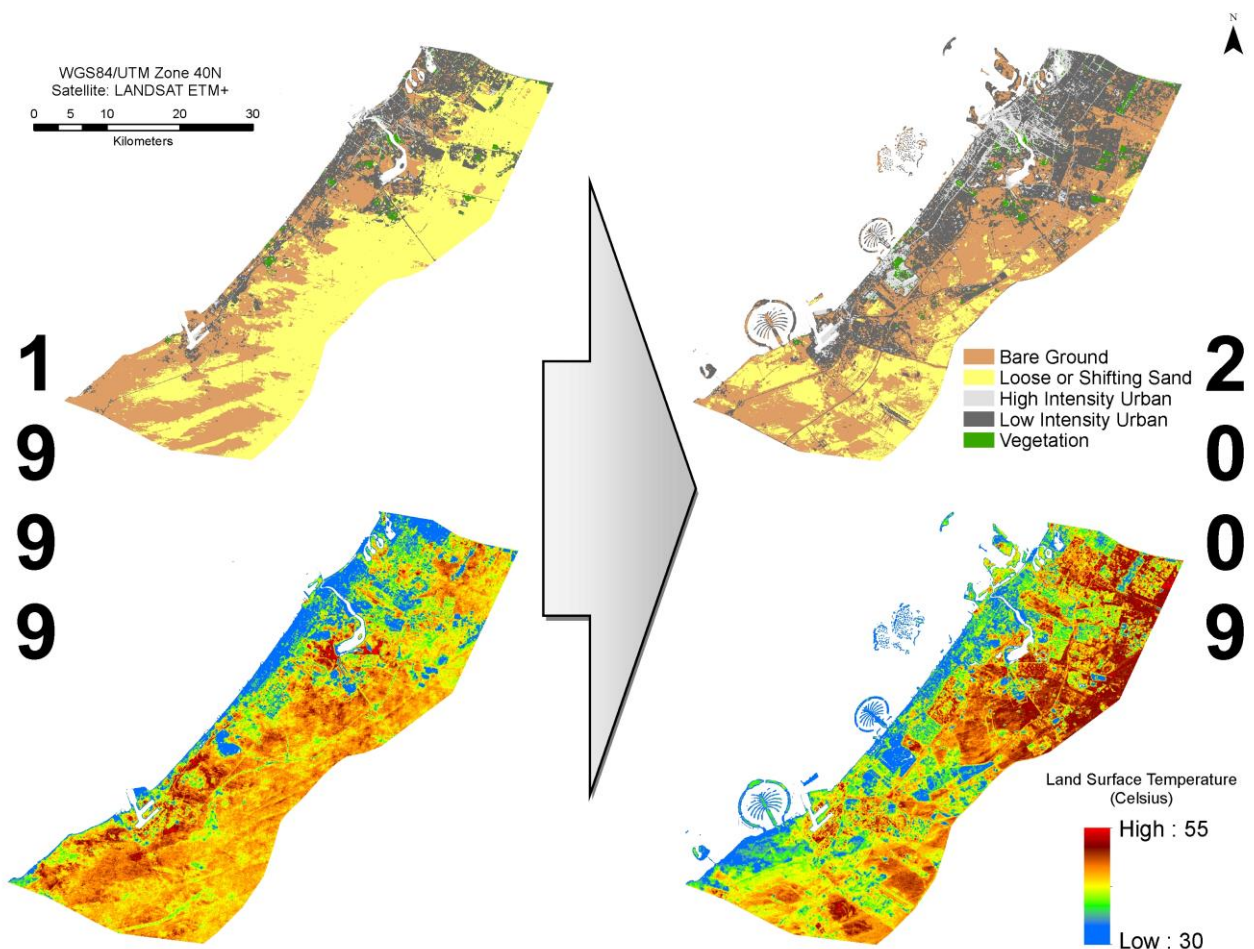 N
WGS84/UTM Zone 40N
Satellite: LANDSAT ETM+
0 5 10 20 30
Kilometers
1
9
9
9
Bare Ground
Loose or Shifting Sand
High Intensity Urban
Low Intensity Urban
Vegetation
2
0
0
9
Land Surface Temperature
(Celsius)
High : 55
Low : 30